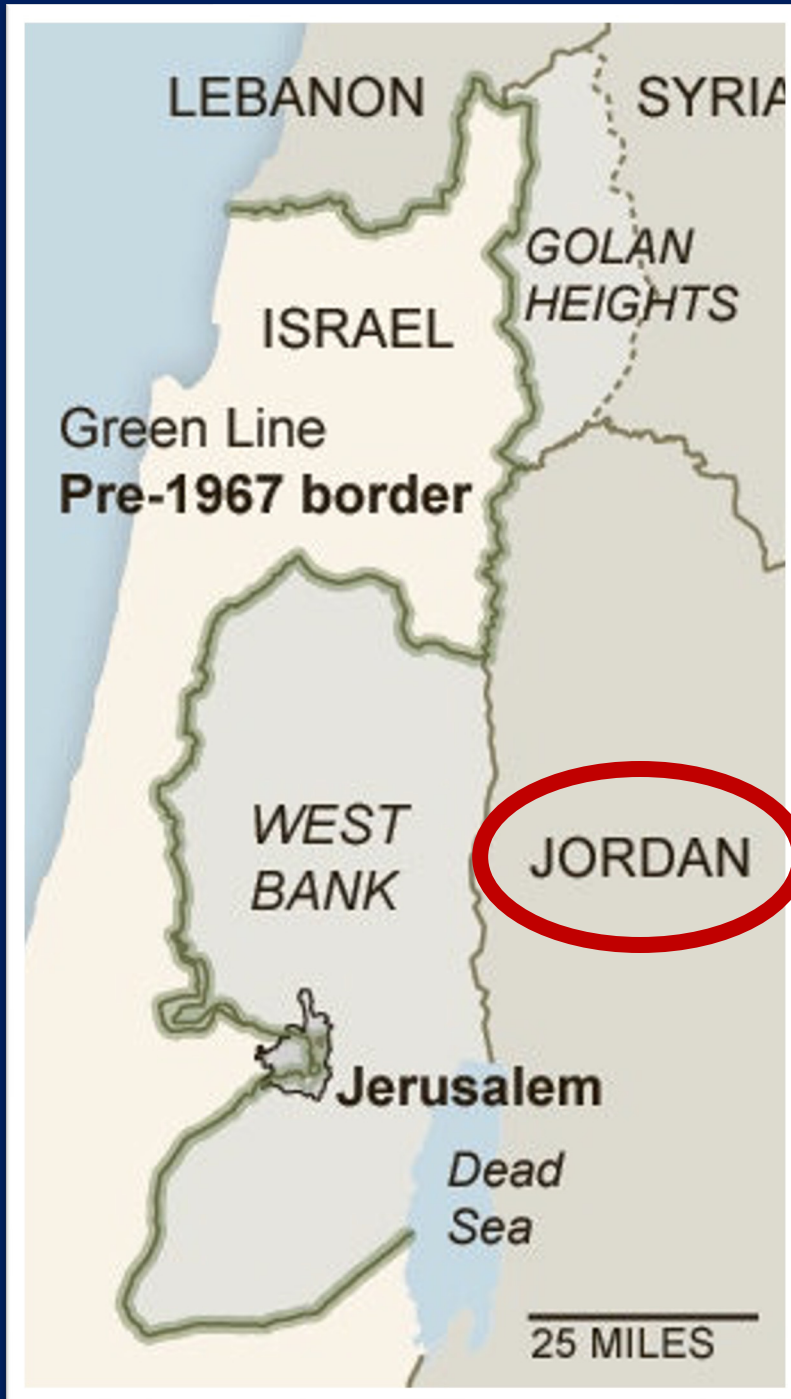 LEBANON
SYRIA
GOLAN
HEIGHTS
ISRAEL
Green Line
Pre-1967 border
WEST
BANK
JORDAN
Jerusalem
Dead
Sea
25 MILES